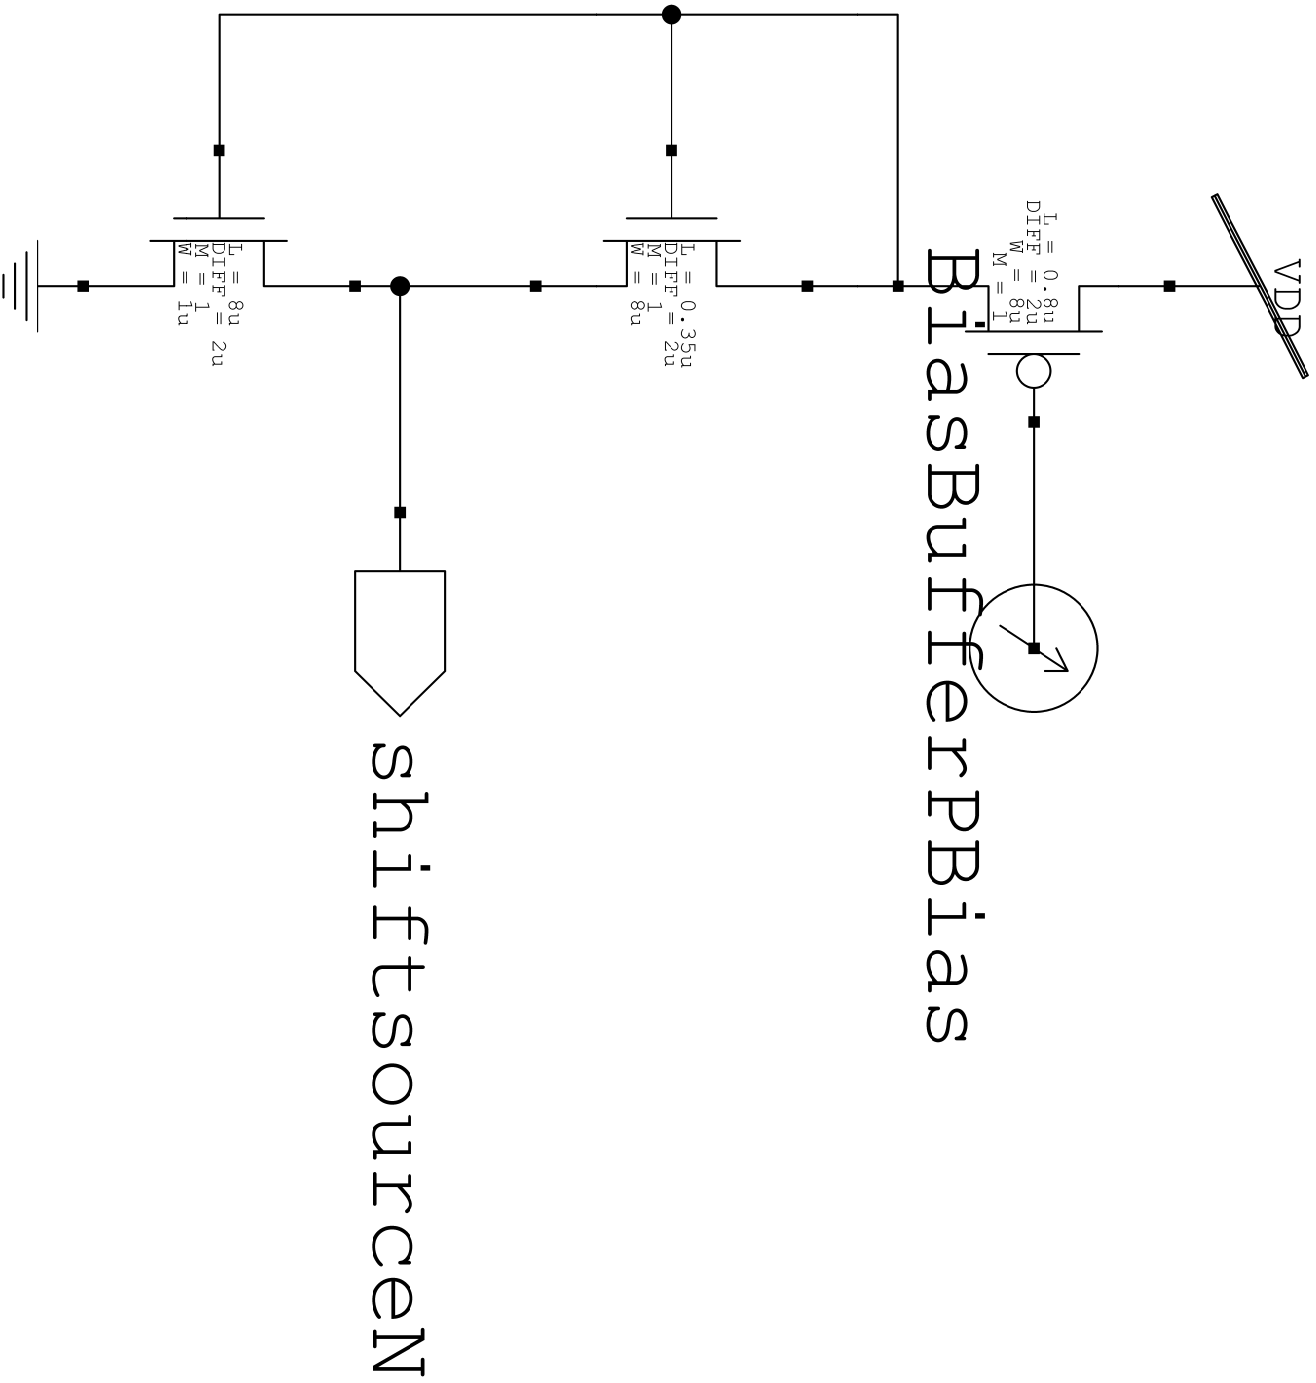 VDD
L = 0.8u
DIFF = 2u
W = 8u
M = 1
BiasBufferPBias
L = 0.35u
DIFF = 2u
M = 1
W = 8u
shiftsourceN
L = 8u
DIFF = 2u
M = 1
W = 1u